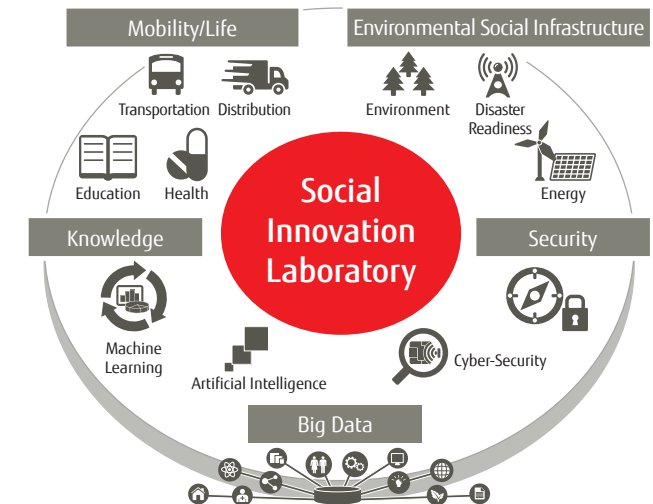 Mobility/Life
Environmental Social Infrastructure
Transportation
Distribution
Environment
Disaster
Readiness
Education
Health
Energy
Social
Innovation
Laboratory
Knowledge
Security
Machine
Learning
Artificial Intelligence
Cyber-Security
Big Data